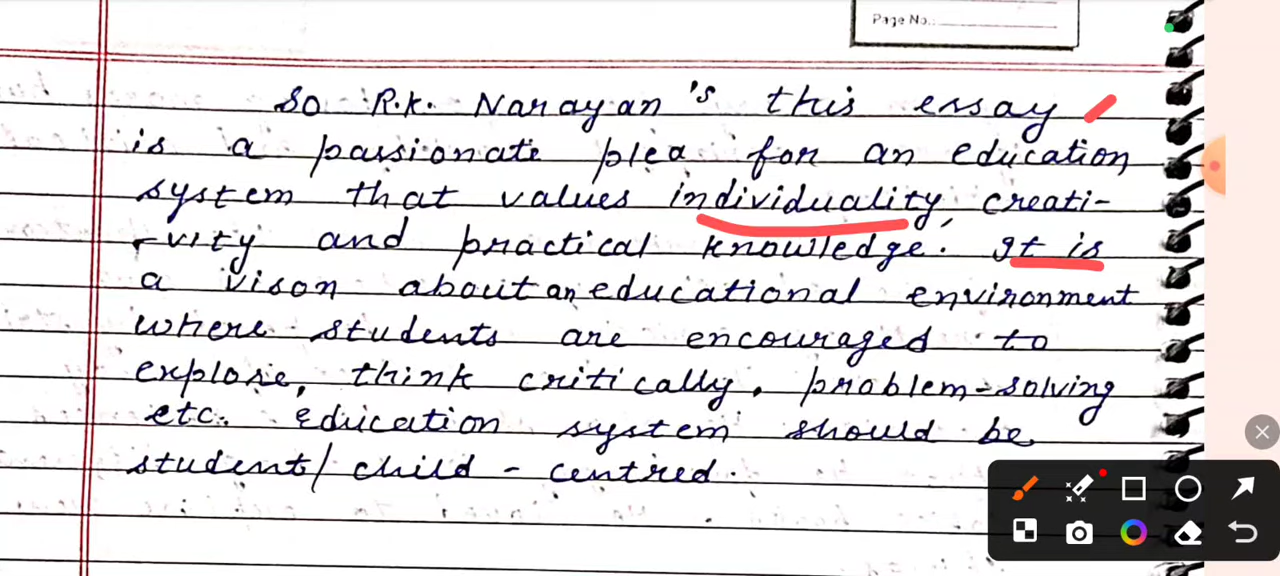 Page No.:
So R.K. Narayan's this essay
is a passionate plea for an education
system that values individuality, creati-
-vity and practical knowledge. It is
a vison about an educational environment
where students are encouraged to
explore, think critically, problem-solving
etc. education system should be
student/child-centred.